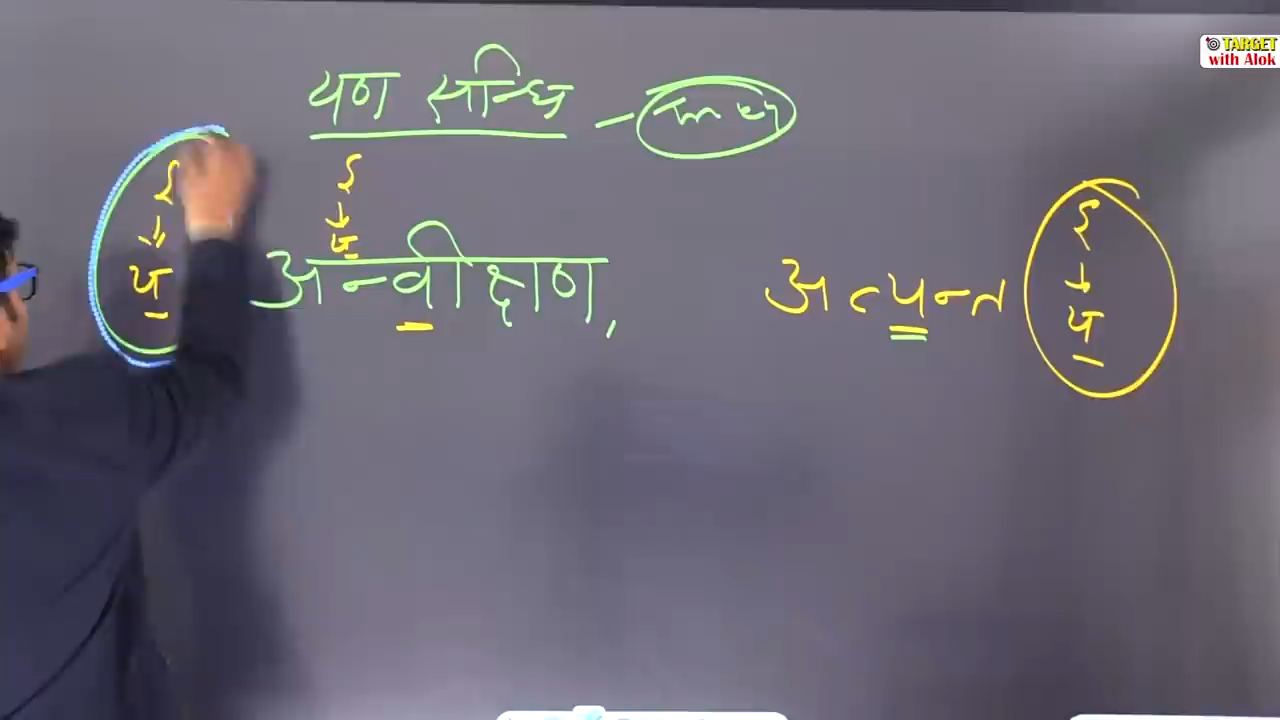 TARGET
with Alok
यण सन्धि –
इ
↓
य
इ
↓
य
अन्वीक्षण,
अत्यन्त
इ
↓
य